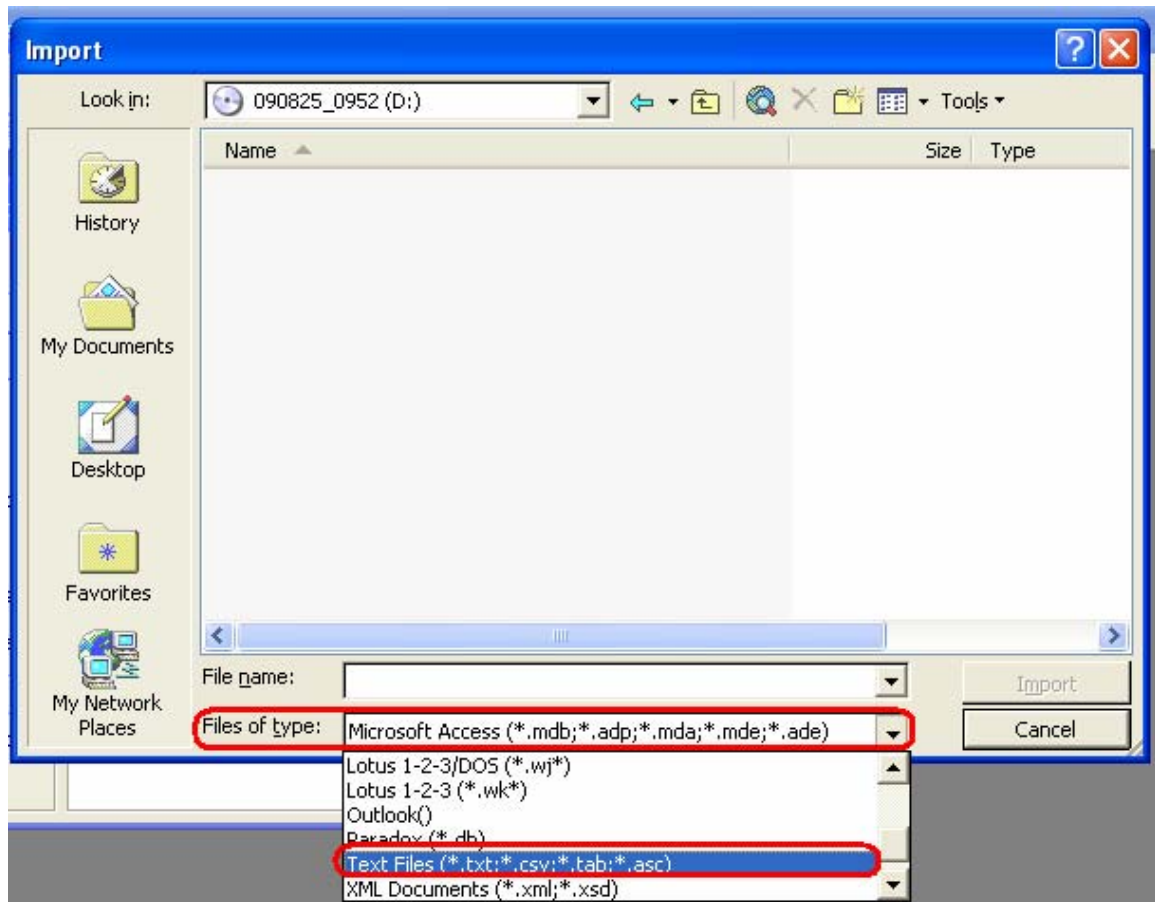 Import
Look in: 090825_0952 (D:) Tools
Name Size Type
History
My Documents
Desktop
Favorites
My Network
Places
File name: Import
Files of type: Microsoft Access (*.mdb;*.adp;*.mda;*.mde;*.ade) Cancel
Lotus 1-2-3/DOS (*.wj*)
Lotus 1-2-3 (*.wk*)
Outlook()
Paradox (*.db)
Text Files (*.txt;*.csv;*.tab;*.asc)
XML Documents (*.xml;*.xsd)